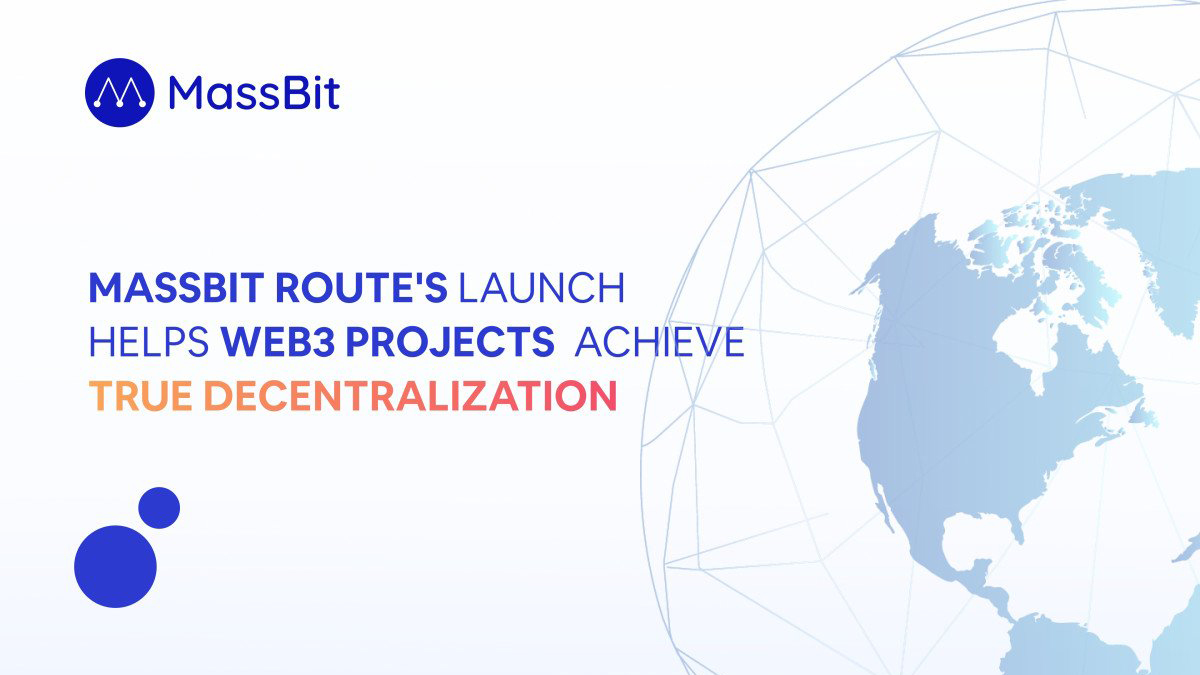 MassBit
MASSBIT ROUTE'S LAUNCH
HELPS WEB3 PROJECTS ACHIEVE
TRUE DECENTRALIZATION